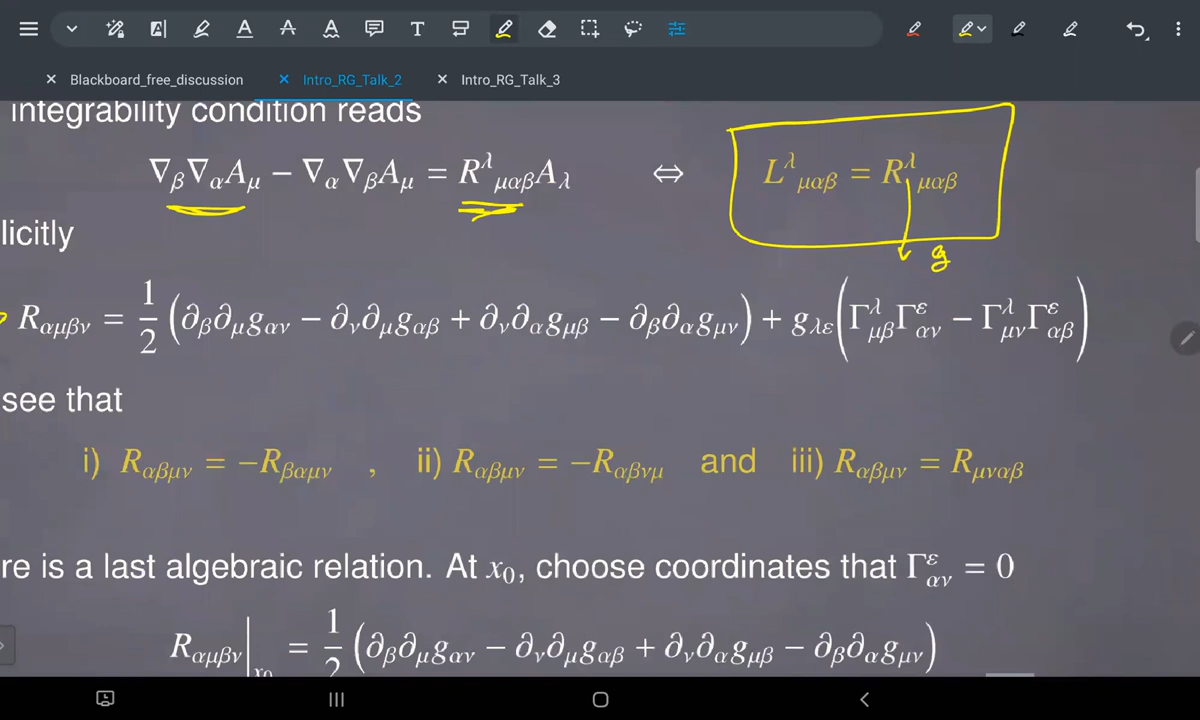 Blackboard_free_discussion Intro_RG_Talk_2 Intro_RG_Talk_3
integrability condition reads
∇_β∇_αA_μ − ∇_α∇_βA_μ = R^λ_{μαβ}A_λ ⇔ L^λ_{μαβ} = R^λ_{μαβ}
g
licitly
R_{αμβν} = 1/2 (∂_β∂_μg_{αν} − ∂_ν∂_μg_{αβ} + ∂_ν∂_αg_{μβ} − ∂_β∂_αg_{μν}) + g_{λε}(Γ^λ_{μβ}Γ^ε_{αν} − Γ^λ_{μν}Γ^ε_{αβ})
see that
i) R_{αβμν} = −R_{βαμν} , ii) R_{αβμν} = −R_{αβνμ} and iii) R_{αβμν} = R_{μναβ}
re is a last algebraic relation. At x_0, choose coordinates that Γ^ε_{αν} = 0
R_{αμβν}|_{x_0} = 1/2 (∂_β∂_μg_{αν} − ∂_ν∂_μg_{αβ} + ∂_ν∂_αg_{μβ} − ∂_β∂_αg_{μν})